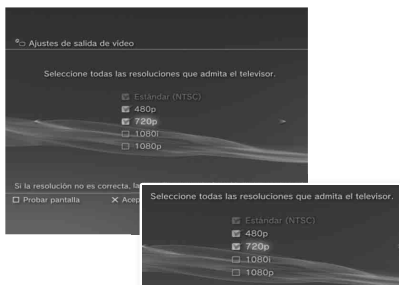 Ajustes de salida de video
Seleccione todas las resoluciones que admita el televisor.
Estándar (NTSC)
480p
720p
1080i
1080p
Si la resolución no es correcta, la
Probar pantalla X Acep
Seleccione todas las resoluciones que admita el televisor.
Estándar (NTSC)
480p
720p
1080i
1080p